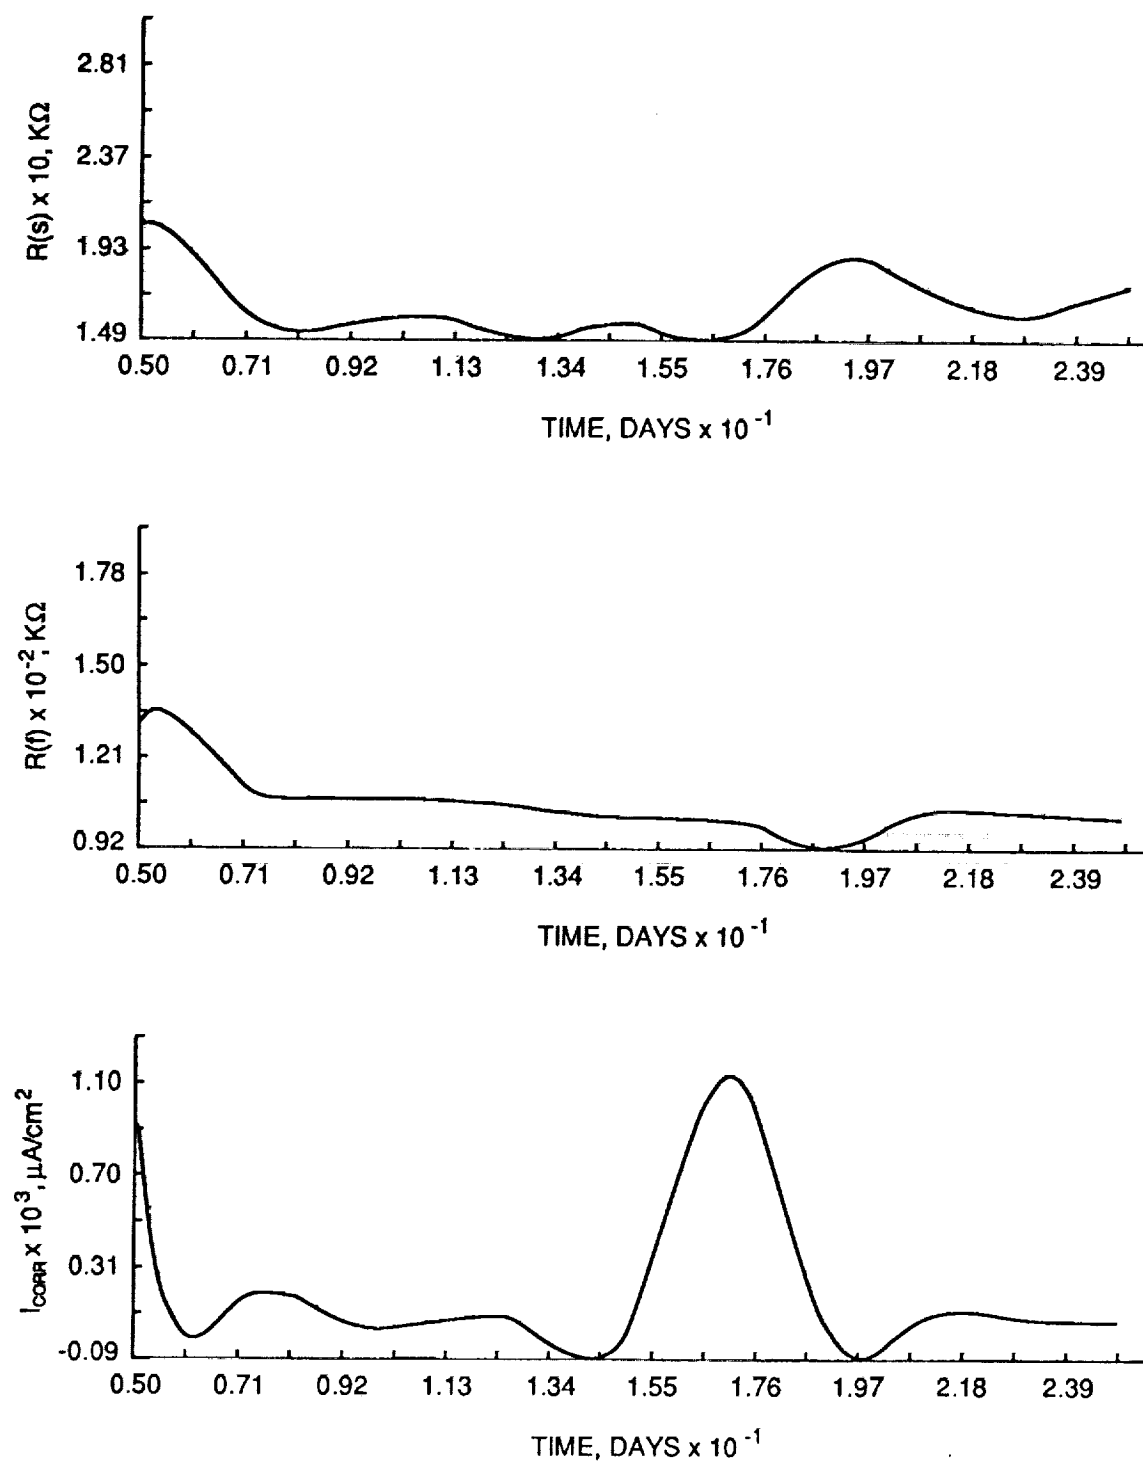 R(s) x 10, KΩ
2.81
2.37
1.93
1.49
0.50 0.71 0.92 1.13 1.34 1.55 1.76 1.97 2.18 2.39
TIME, DAYS x 10⁻¹
R(f) x 10⁻², KΩ
1.78
1.50
1.21
0.92
0.50 0.71 0.92 1.13 1.34 1.55 1.76 1.97 2.18 2.39
TIME, DAYS x 10⁻¹
I_CORR x 10³, μA/cm²
1.10
0.70
0.31
-0.09
0.50 0.71 0.92 1.13 1.34 1.55 1.76 1.97 2.18 2.39
TIME, DAYS x 10⁻¹